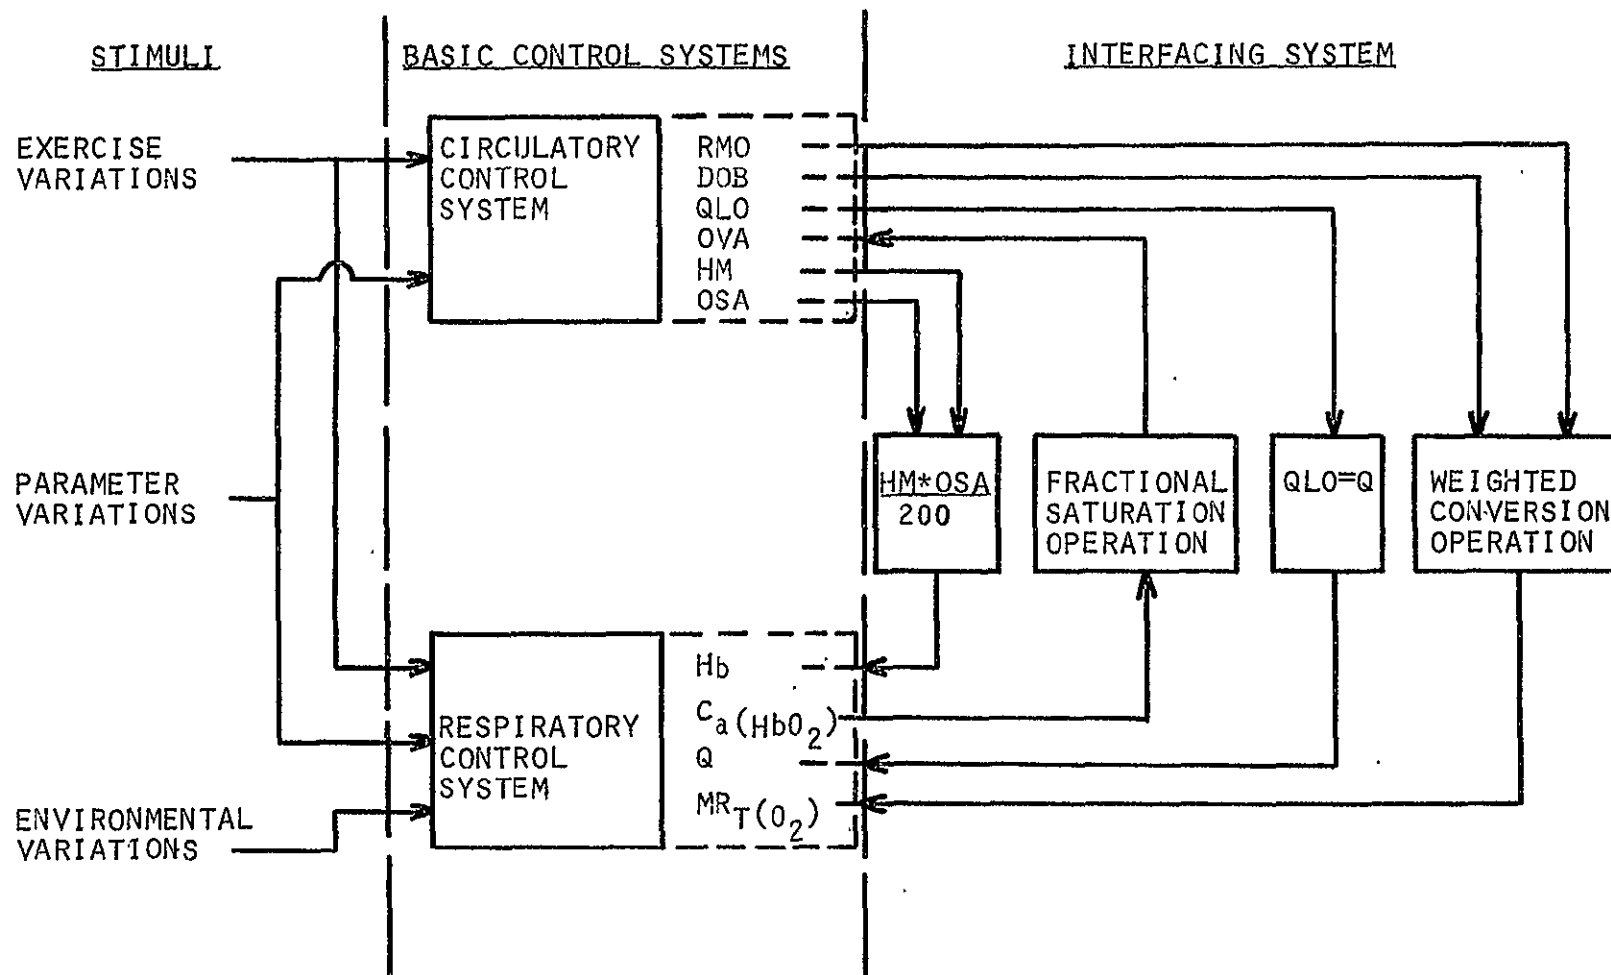 STIMULI
BASIC CONTROL SYSTEMS
INTERFACING SYSTEM
EXERCISE
VARIATIONS
CIRCULATORY
CONTROL
SYSTEM
RMO
DOB
QLO
OVA
HM
OSA
PARAMETER
VARIATIONS
HM*OSA
200
FRACTIONAL
SATURATION
OPERATION
QLO=Q
WEIGHTED
CONVERSION
OPERATION
RESPIRATORY
CONTROL
SYSTEM
Hb
Ca(HbO2)
Q
MRT(O2)
ENVIRONMENTAL
VARIATIONS